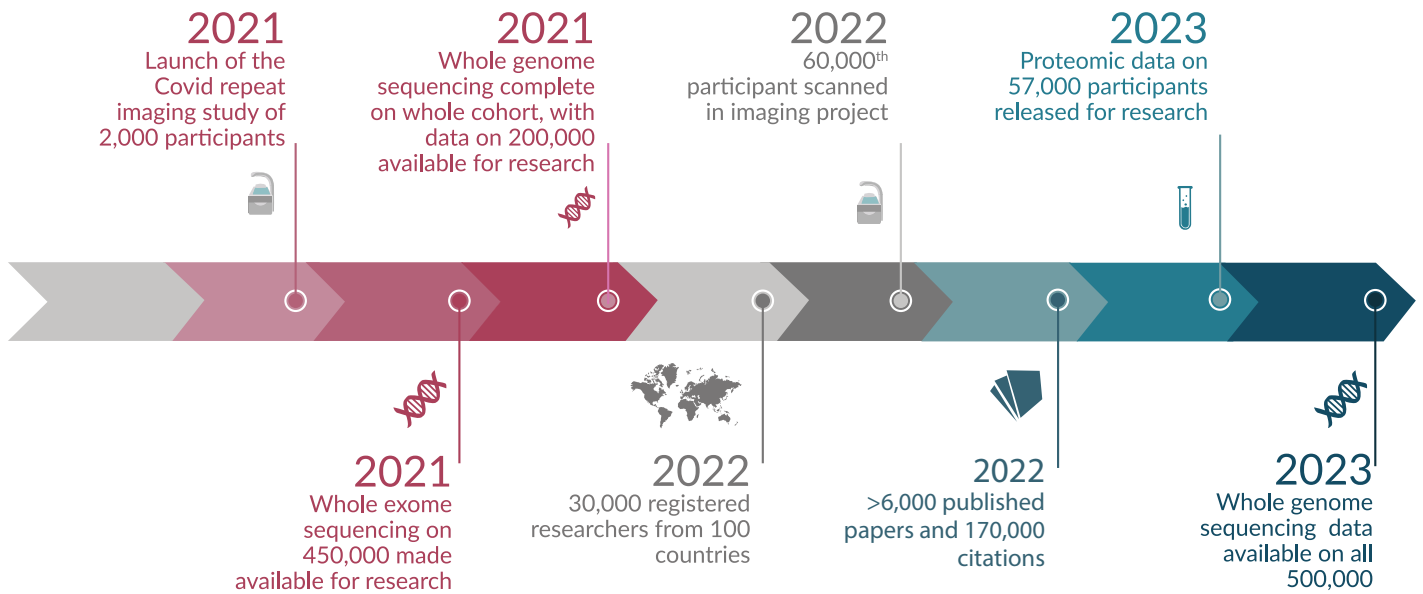 2021
Launch of the
Covid repeat
imaging study of
2,000 participants
2021
Whole exome
sequencing on
450,000 made
available for research
2021
Whole genome
sequencing complete
on whole cohort, with
data on 200,000
available for research
2022
30,000 registered
researchers from 100
countries
2022
60,000th
participant scanned
in imaging project
2022
>6,000 published
papers and 170,000
citations
2023
Proteomic data on
57,000 participants
released for research
2023
Whole genome
sequencing data
available on all
500,000